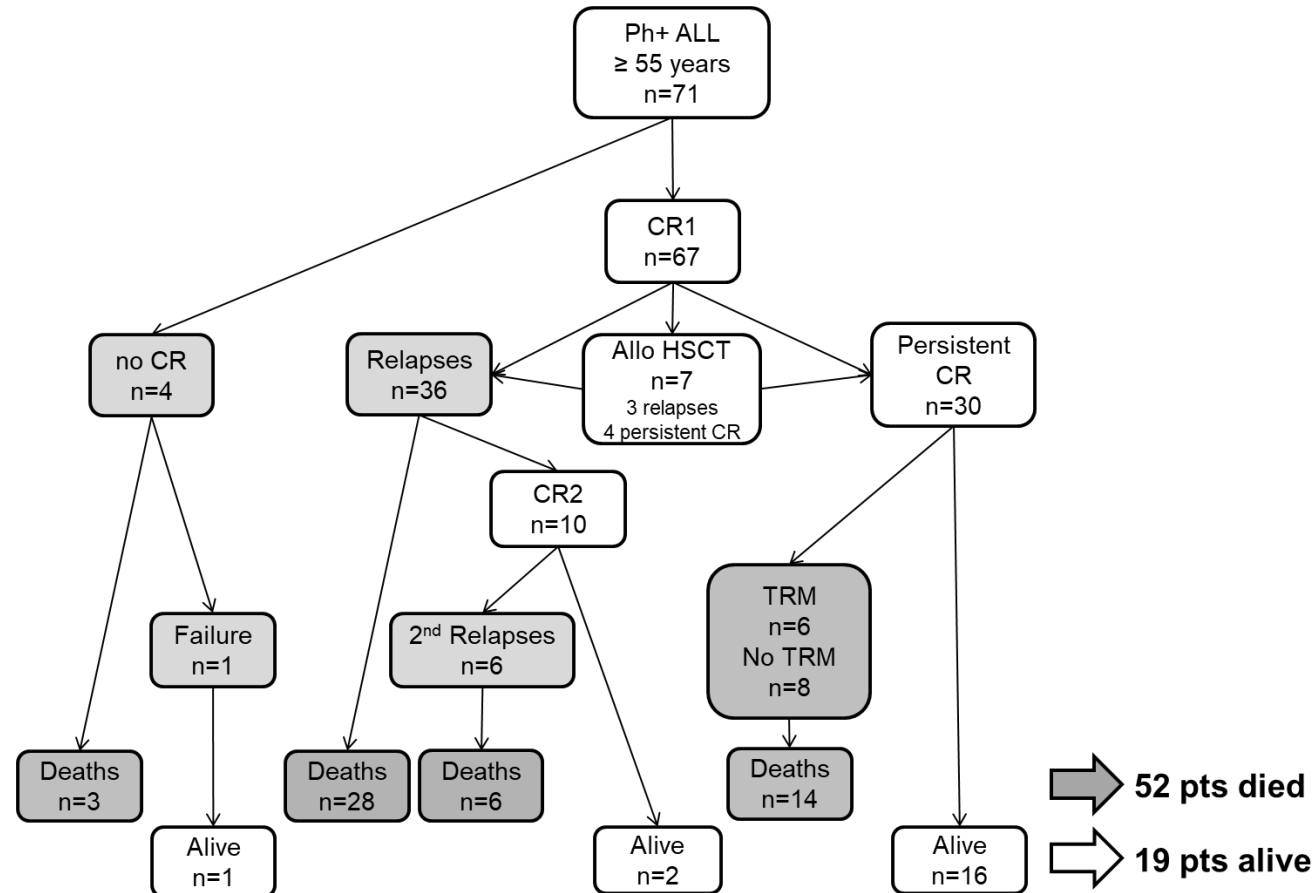 Ph+ ALL
≥ 55 years
n=71
CR1
n=67
no CR
n=4
Relapses
n=36
Allo HSCT
n=7
3 relapses
4 persistent CR
Persistent
CR
n=30
CR2
n=10
Failure
n=1
2nd Relapses
n=6
TRM
n=6
No TRM
n=8
Deaths
n=3
Deaths
n=28
Deaths
n=6
Deaths
n=14
52 pts died
Alive
n=1
Alive
n=2
Alive
n=16
19 pts alive